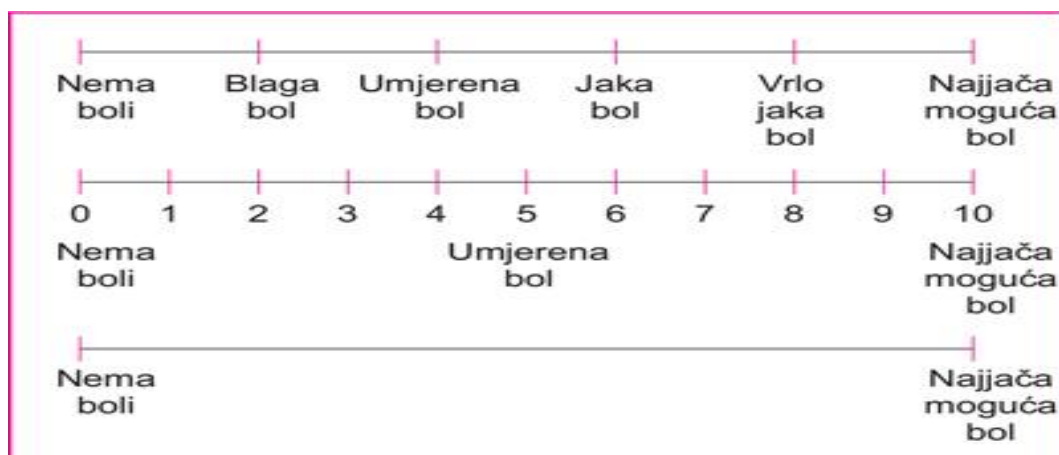 Nema Blaga Umjerena Jaka Vrlo Najjača
boli bol bol bol jaka moguća
bol bol
0 1 2 3 4 5 6 7 8 9 10
Nema Umjerena Najjača
boli bol moguća
bol
Nema Najjača
boli moguća
bol